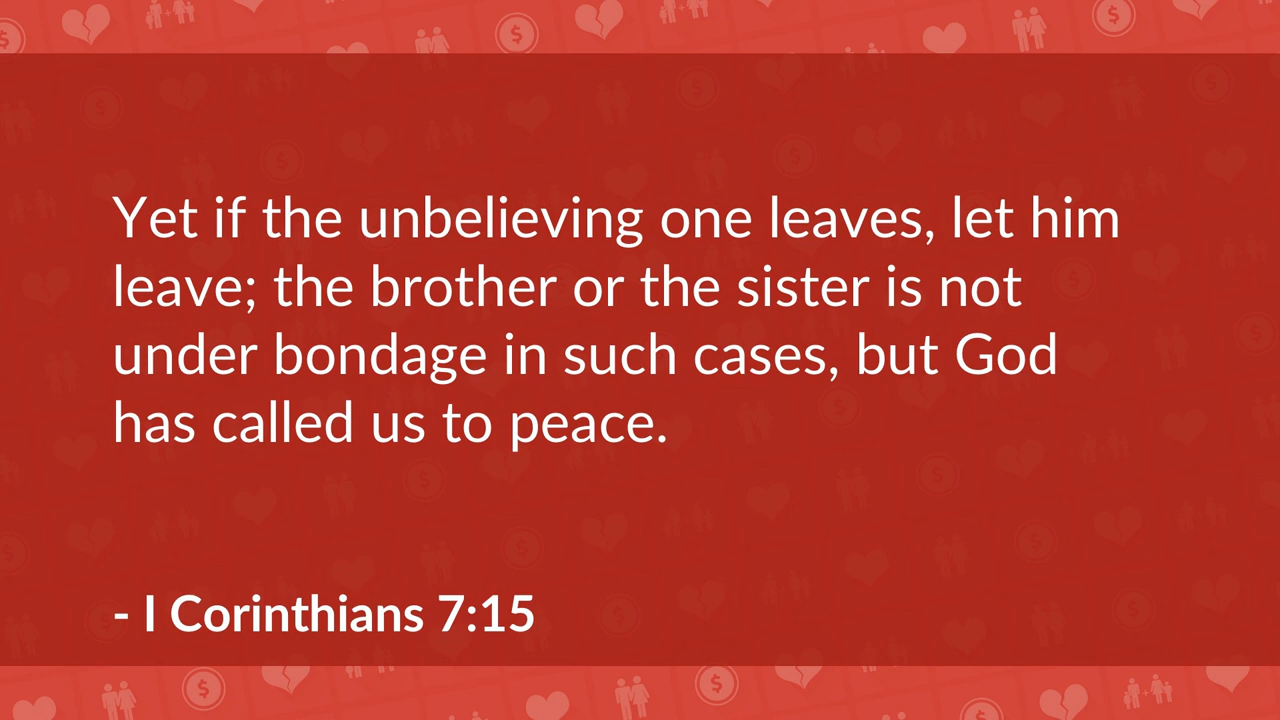 Yet if the unbelieving one leaves, let him
leave; the brother or the sister is not
under bondage in such cases, but God
has called us to peace.
- I Corinthians 7:15